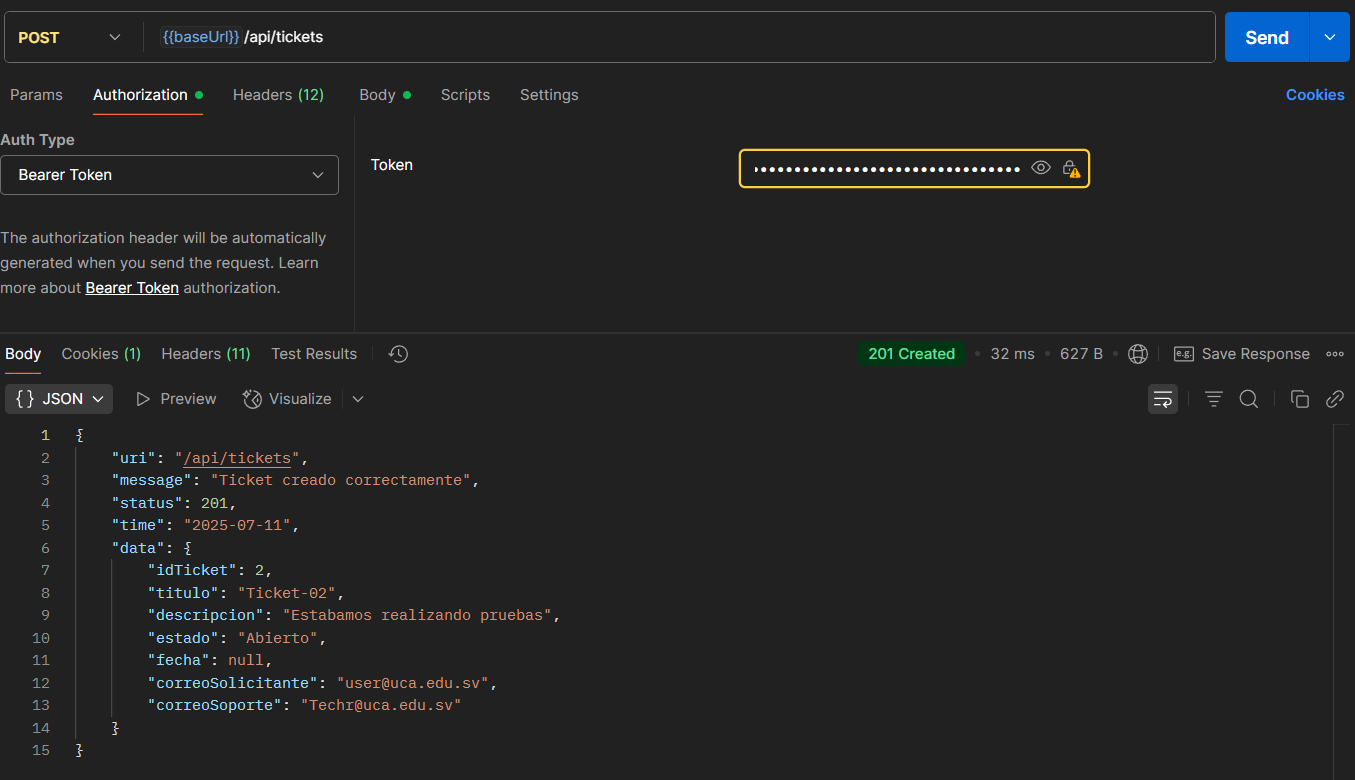 POST {{baseUrl}} /api/tickets Send
Params Authorization Headers (12) Body Scripts Settings Cookies
Auth Type
Bearer Token
Token
The authorization header will be automatically
generated when you send the request. Learn
more about Bearer Token authorization.
Body Cookies (1) Headers (11) Test Results 201 Created 32 ms 627 B e.g. Save Response
{} JSON Preview Visualize
1 {
2 "uri": "/api/tickets",
3 "message": "Ticket creado correctamente",
4 "status": 201,
5 "time": "2025-07-11",
6 "data": {
7 "idTicket": 2,
8 "titulo": "Ticket-02",
9 "descripcion": "Estabamos realizando pruebas",
10 "estado": "Abierto",
11 "fecha": null,
12 "correoSolicitante": "user@uca.edu.sv",
13 "correoSoporte": "Techr@uca.edu.sv"
14 }
15 }